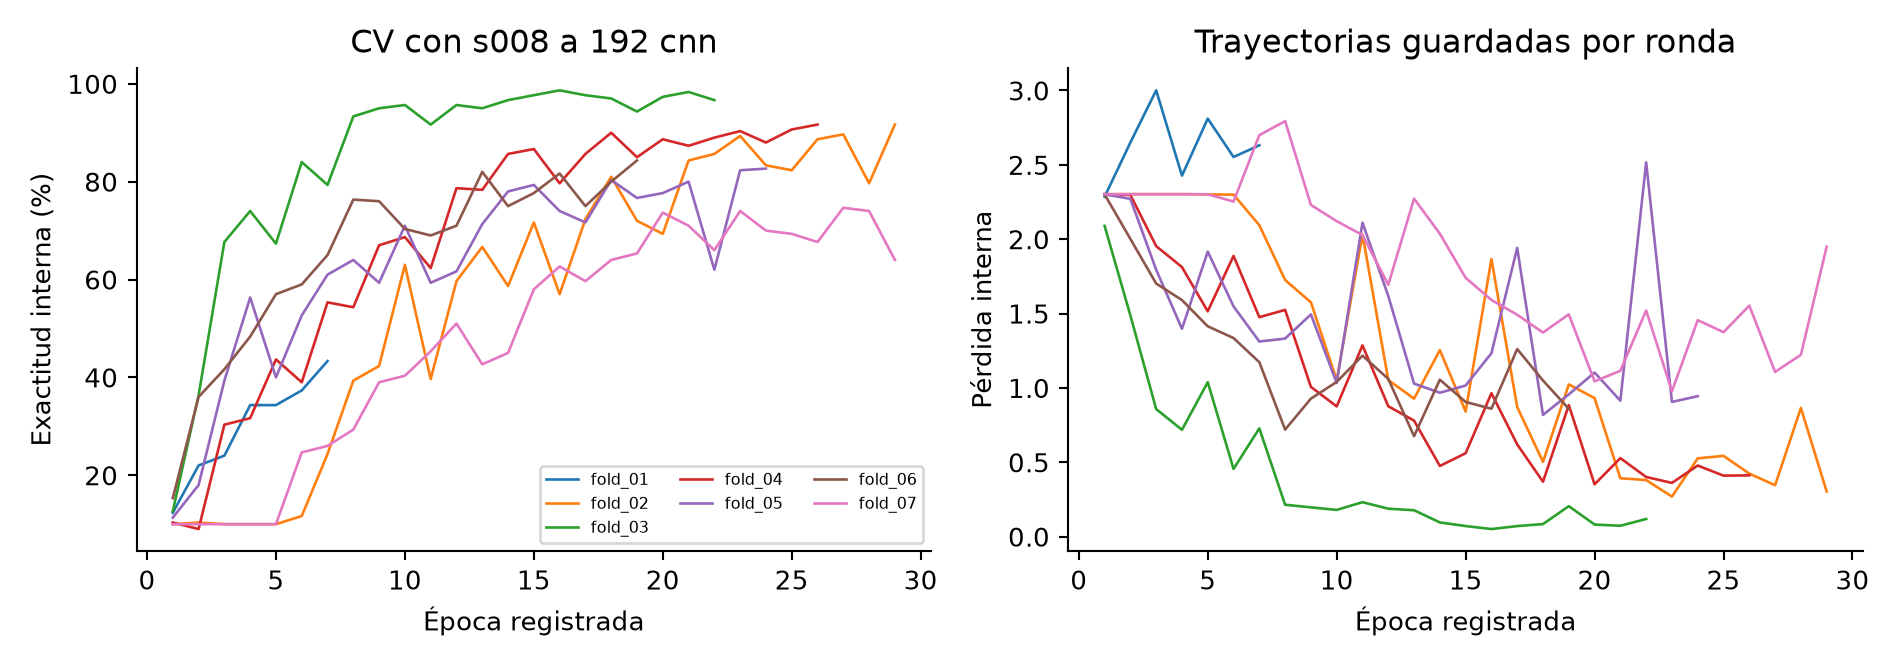 CV con s008 a 192 cnn
Exactitud interna (%)
100
80
60
40
20
0 5 10 15 20 25 30
Época registrada
fold_01 fold_04 fold_06
fold_02 fold_05 fold_07
fold_03
Trayectorias guardadas por ronda
Pérdida interna
3.0
2.5
2.0
1.5
1.0
0.5
0.0
0 5 10 15 20 25 30
Época registrada